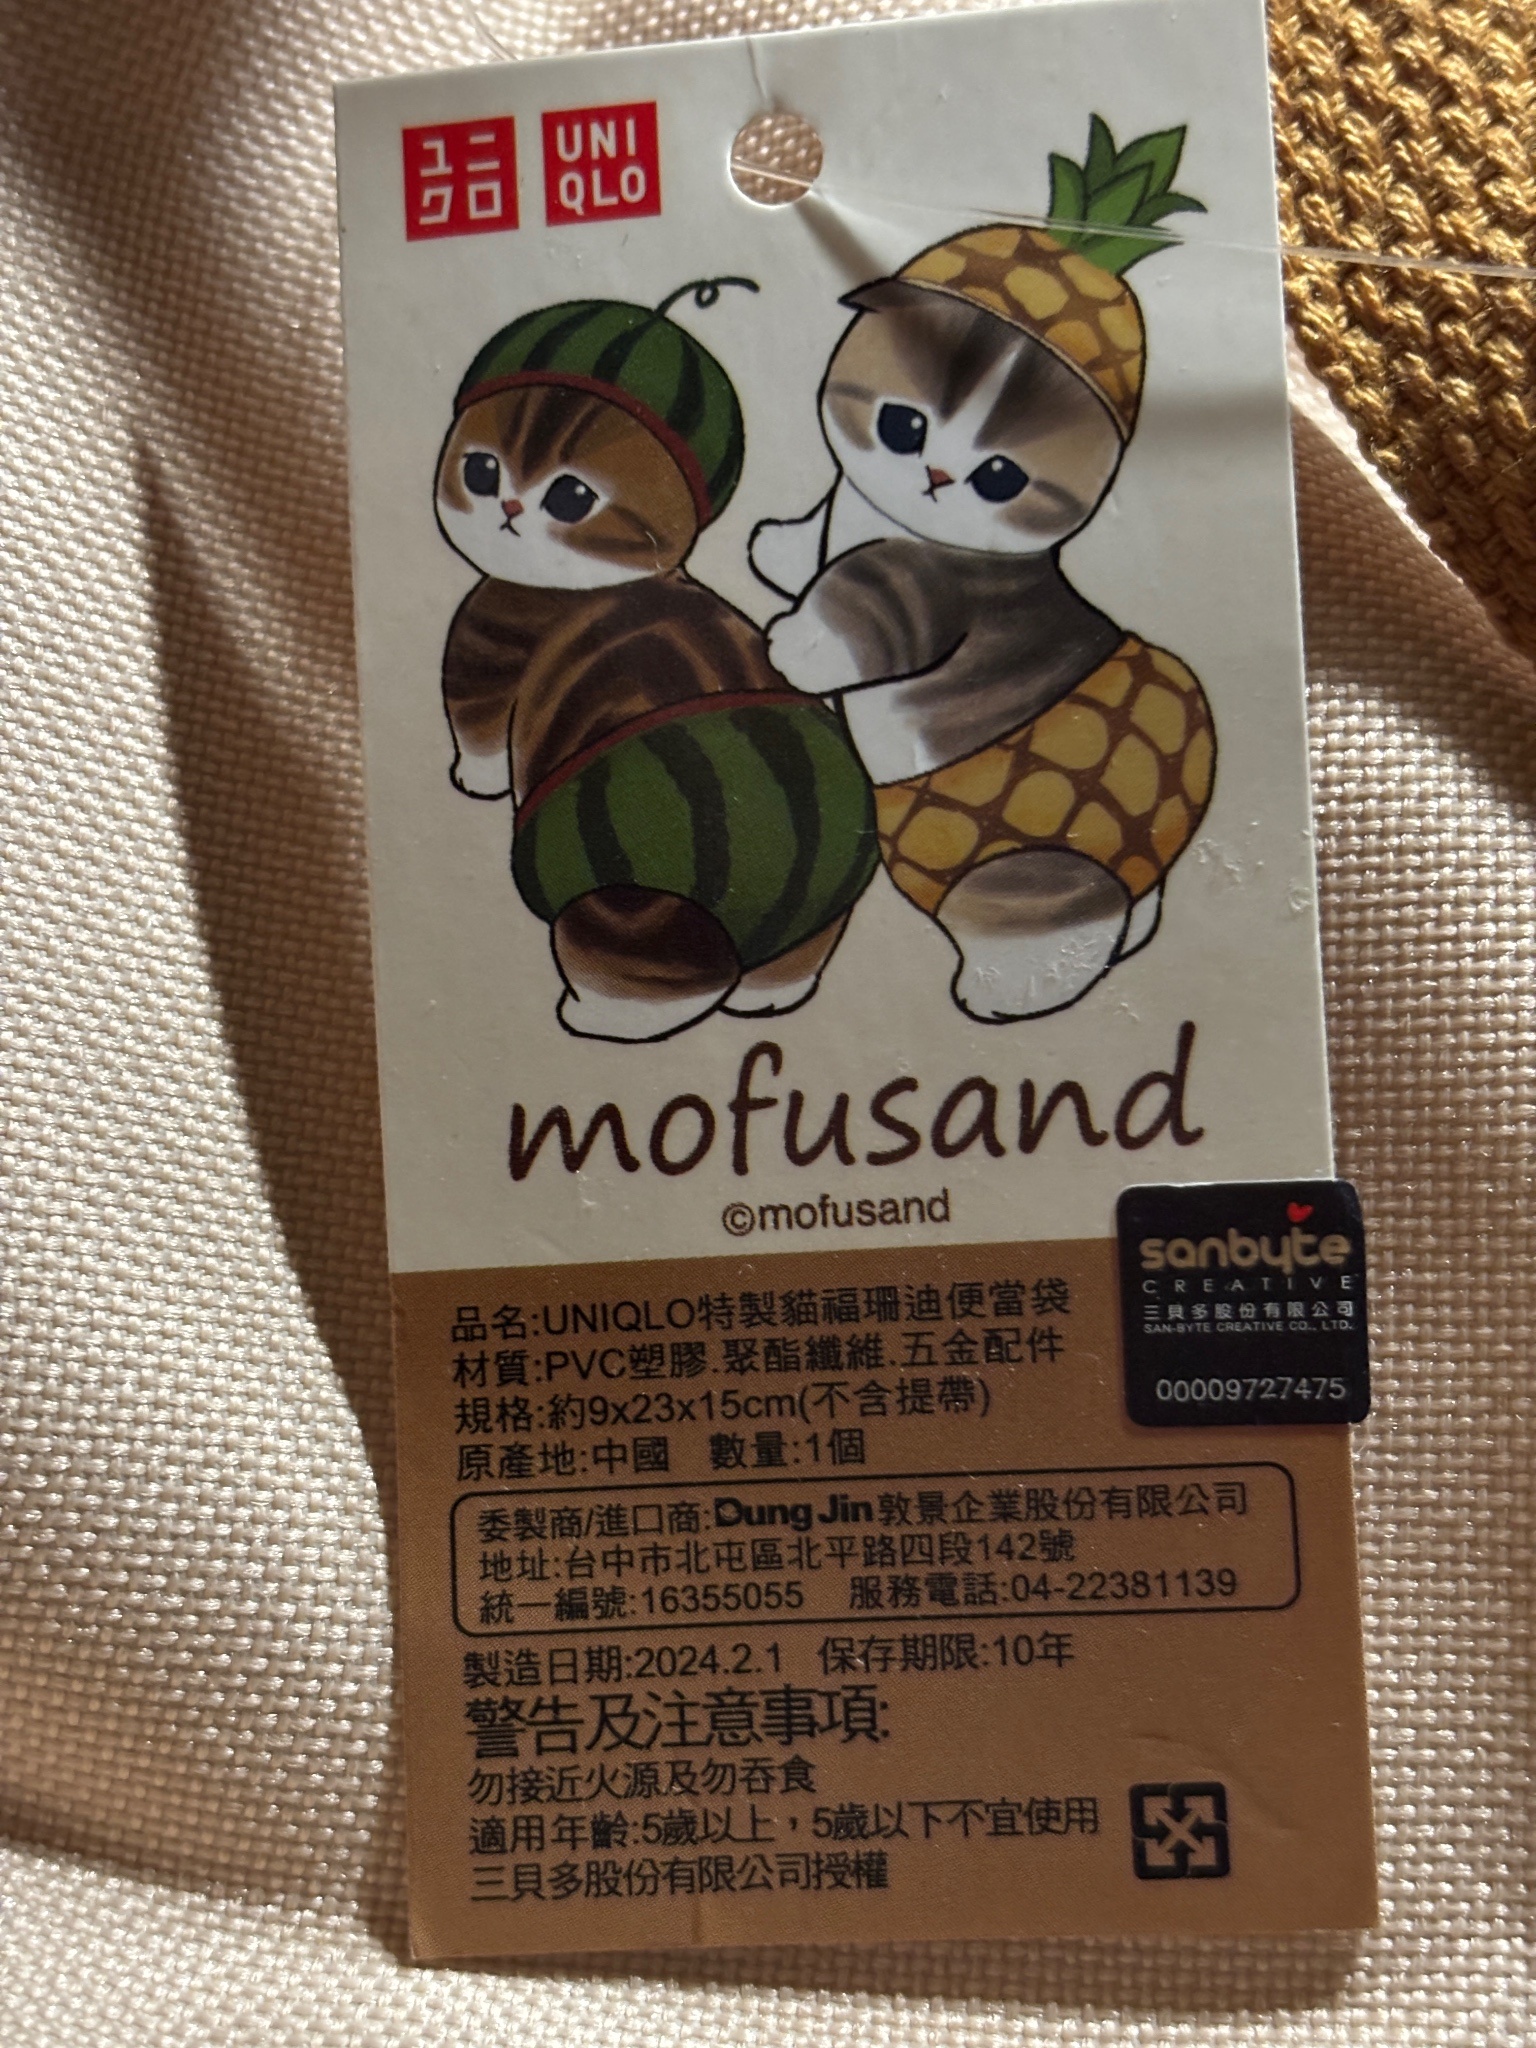 ユニ
クロ
UNI
QLO
mofusand
©mofusand
sanbyte
CREATIVE
三貝多股份有限公司
SAN-BYTE CREATIVE CO., LTD.
00009727475
品名:UNIQLO特製貓福珊迪便當袋
材質:PVC塑膠.聚酯纖維.五金配件
規格:約9x23x15cm(不含提帶)
原產地:中國 數量:1個
委製商/進口商:DungJin敦景企業股份有限公司
地址:台中市北屯區北平路四段142號
統一編號:16355055 服務電話:04-22381139
製造日期:2024.2.1 保存期限:10年
警告及注意事項:
勿接近火源及勿吞食
適用年齡:5歲以上,5歲以下不宜使用
三貝多股份有限公司授權